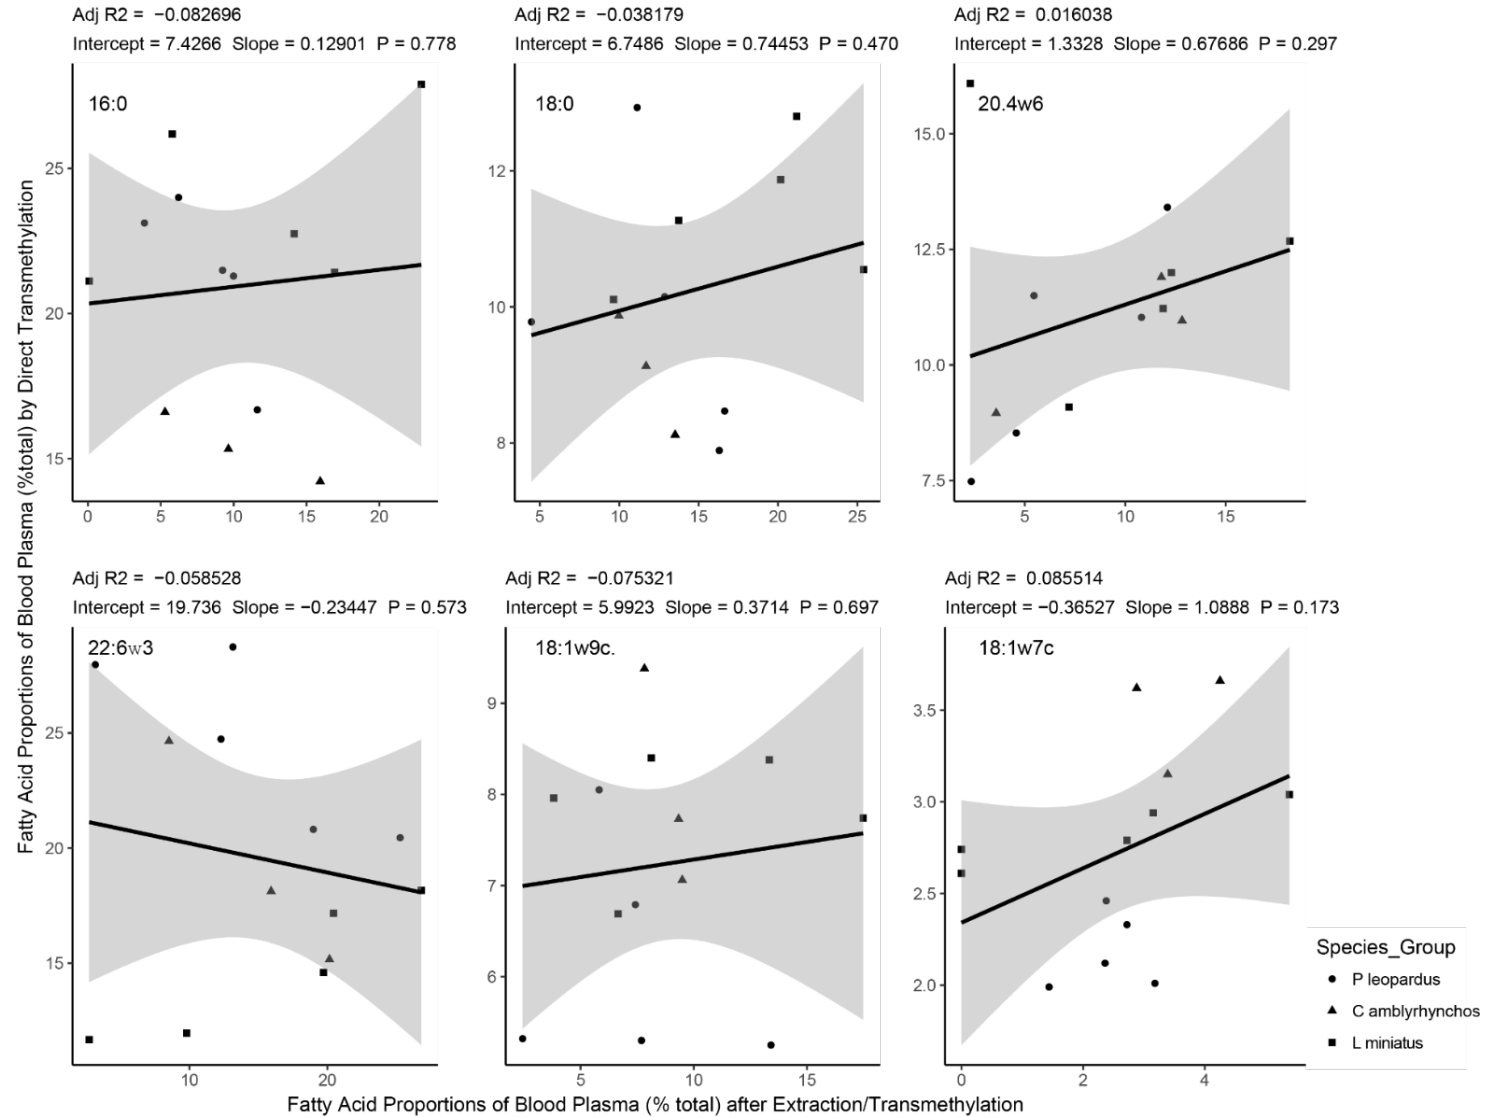 Adj R2 = −0.082696
Intercept = 7.4266 Slope = 0.12901 P = 0.778
16:0
25
20
15
0 5 10 15 20
Adj R2 = −0.038179
Intercept = 6.7486 Slope = 0.74453 P = 0.470
18:0
12
10
8
5 10 15 20 25
Adj R2 = 0.016038
Intercept = 1.3328 Slope = 0.67686 P = 0.297
20.4w6
15.0
12.5
10.0
7.5
5 10 15
Adj R2 = −0.058528
Intercept = 19.736 Slope = −0.23447 P = 0.573
22:6w3
25
20
15
10 20
Adj R2 = −0.075321
Intercept = 5.9923 Slope = 0.3714 P = 0.697
18:1w9c.
9
8
7
6
5 10 15
Adj R2 = 0.085514
Intercept = −0.36527 Slope = 1.0888 P = 0.173
18:1w7c
3.5
3.0
2.5
2.0
0 2 4
Fatty Acid Proportions of Blood Plasma (%total) by Direct Transmethylation
Fatty Acid Proportions of Blood Plasma (% total) after Extraction/Transmethylation
Species_Group
P leopardus
C amblyrhynchos
L miniatus